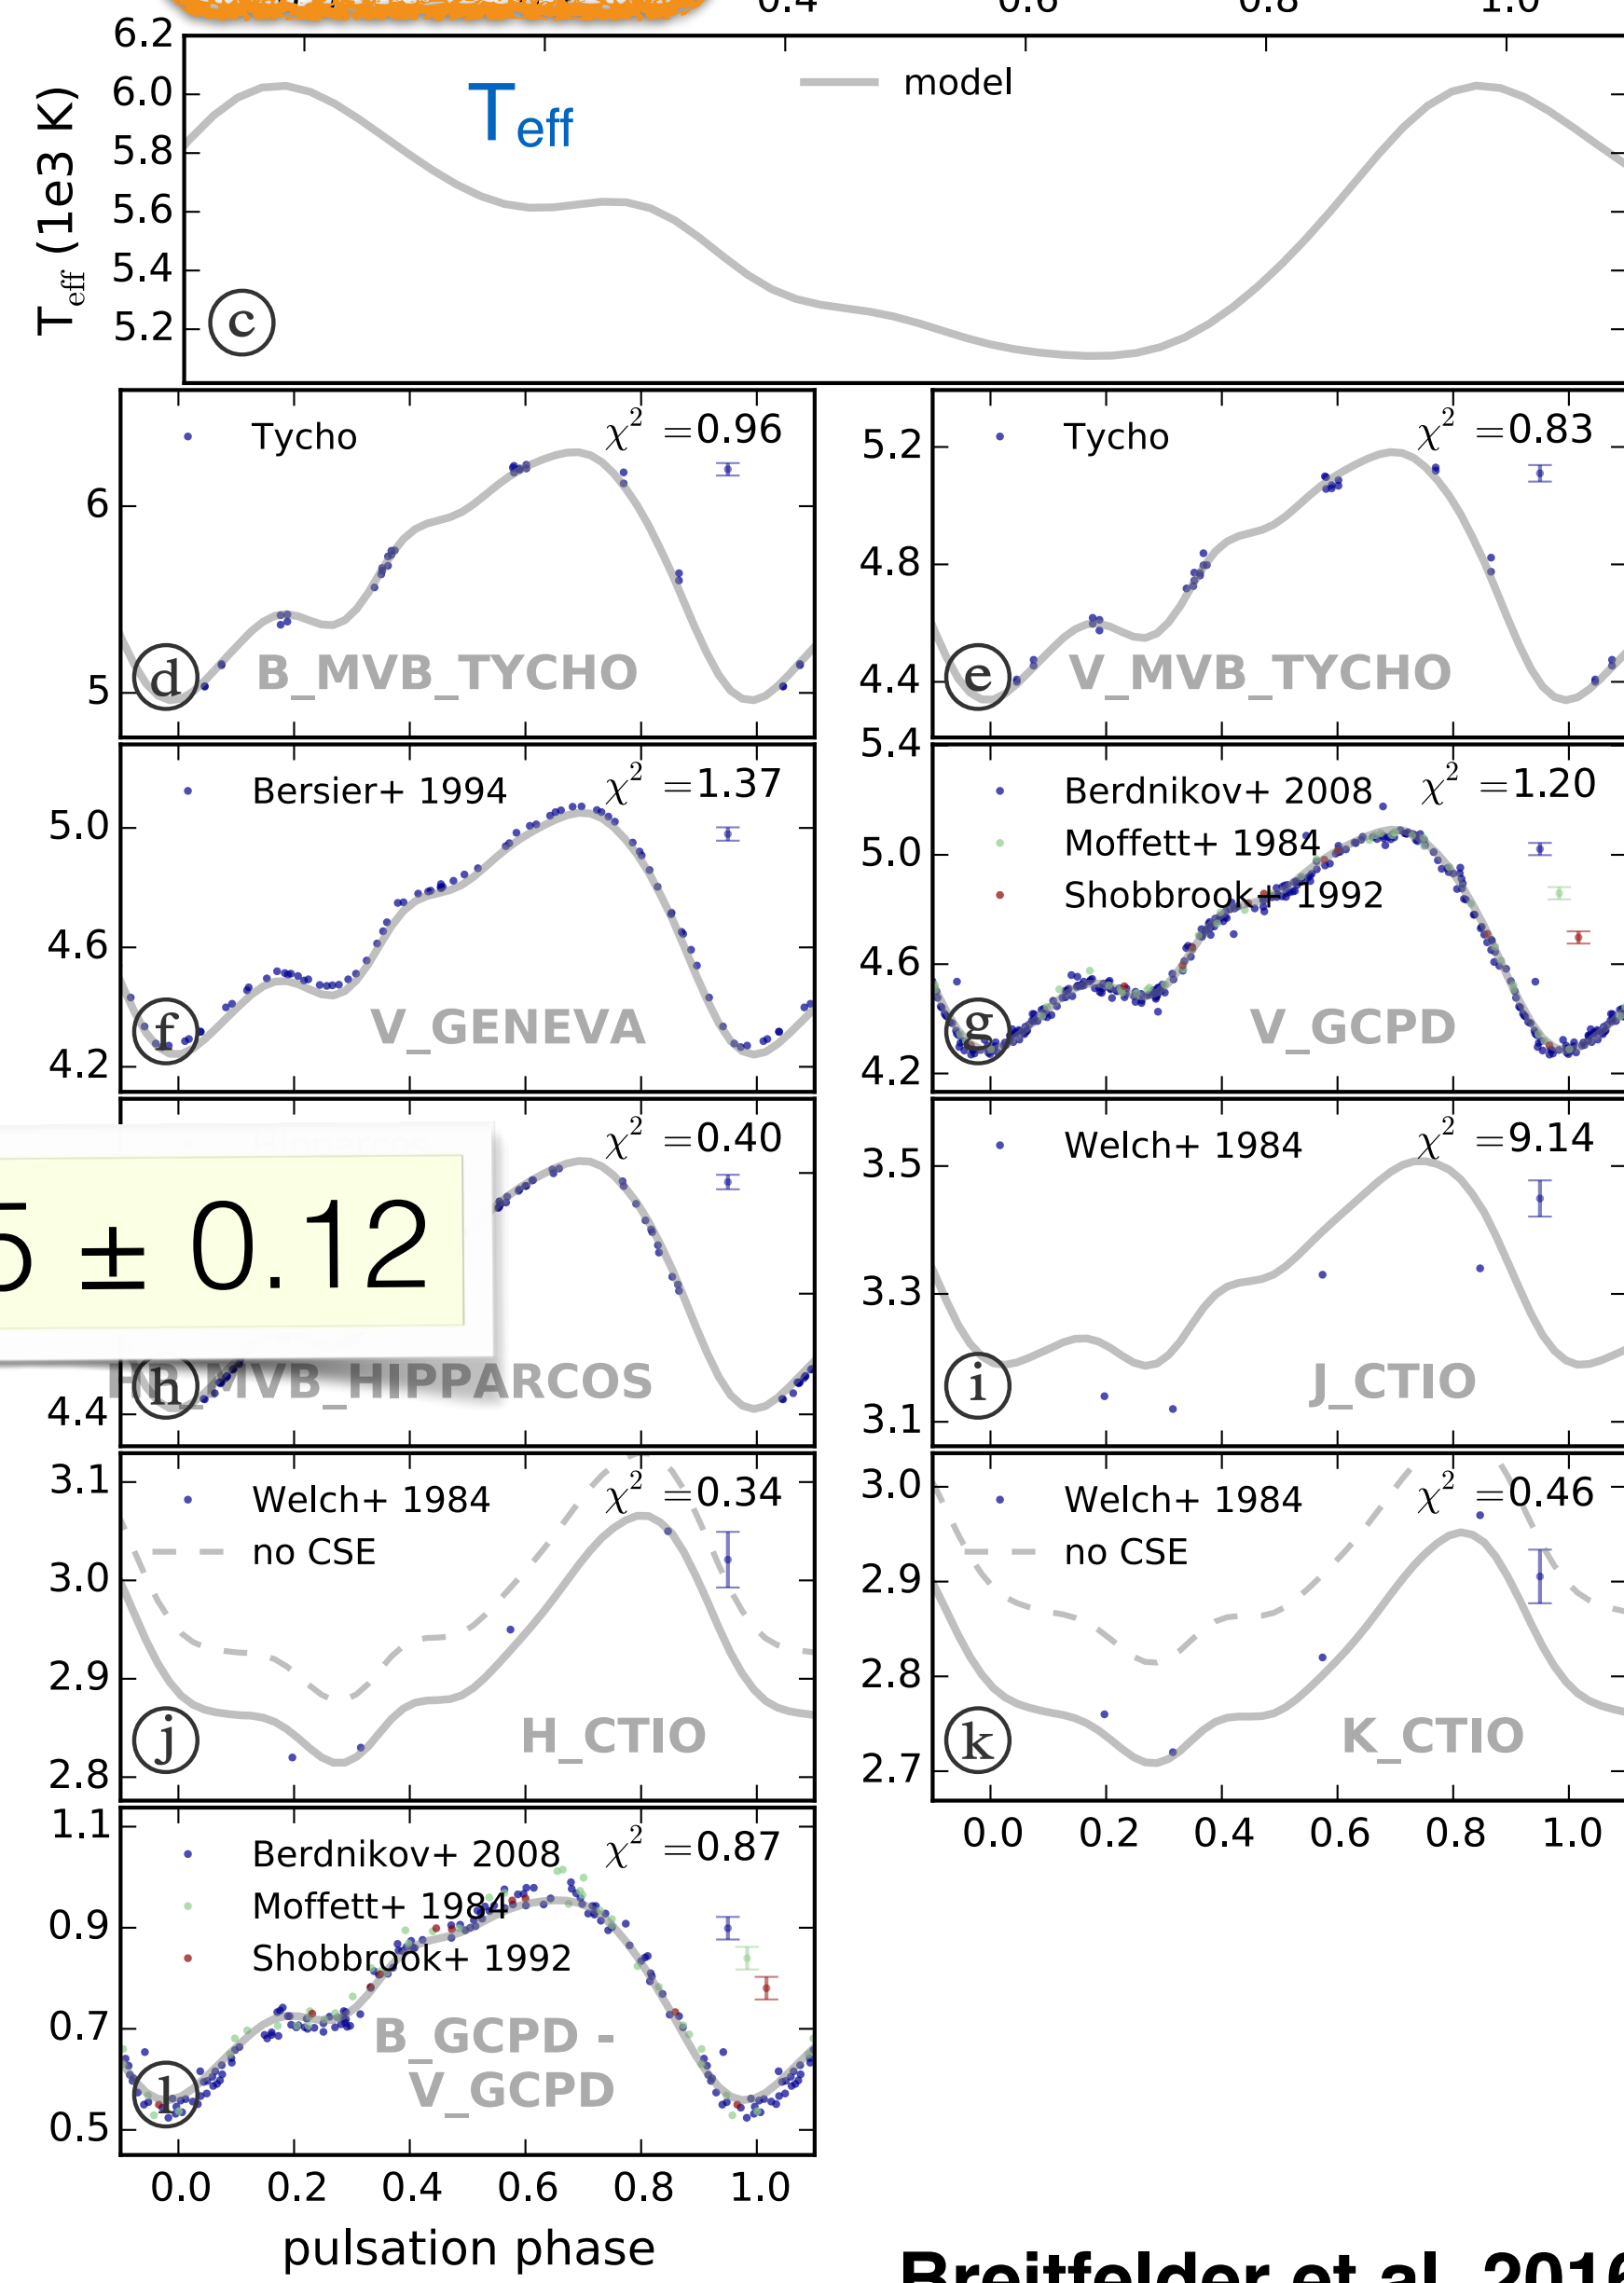 0.4 0.6 0.8 1.0
6.2
6.0
5.8
5.6
5.4
5.2
T_eff (1e3 K)
T_eff
model
c
Tycho χ² =0.96
6
5
d B_MVB_TYCHO
Tycho χ² =0.83
5.2
4.8
4.4
e V_MVB_TYCHO
Bersier+ 1994 χ² =1.37
5.0
4.6
4.2
f V_GENEVA
5.4
Berdnikov+ 2008 χ² =1.20
Moffett+ 1984
Shobbrook+ 1992
5.0
4.6
4.2
g V_GCPD
Hipparcos χ² =0.40
5 ± 0.12
4.4
h MVB_HIPPARCOS
Welch+ 1984 χ² =9.14
3.5
3.3
3.1
i J_CTIO
3.1
3.0
2.9
2.8
Welch+ 1984 χ² =0.34
no CSE
j H_CTIO
3.0
2.9
2.8
2.7
Welch+ 1984 χ² =0.46
no CSE
k K_CTIO
0.0 0.2 0.4 0.6 0.8 1.0
1.1
0.9
0.7
0.5
Berdnikov+ 2008 χ² =0.87
Moffett+ 1984
Shobbrook+ 1992
B_GCPD -
l V_GCPD
0.0 0.2 0.4 0.6 0.8 1.0
pulsation phase
Breitfelder et al. 2016